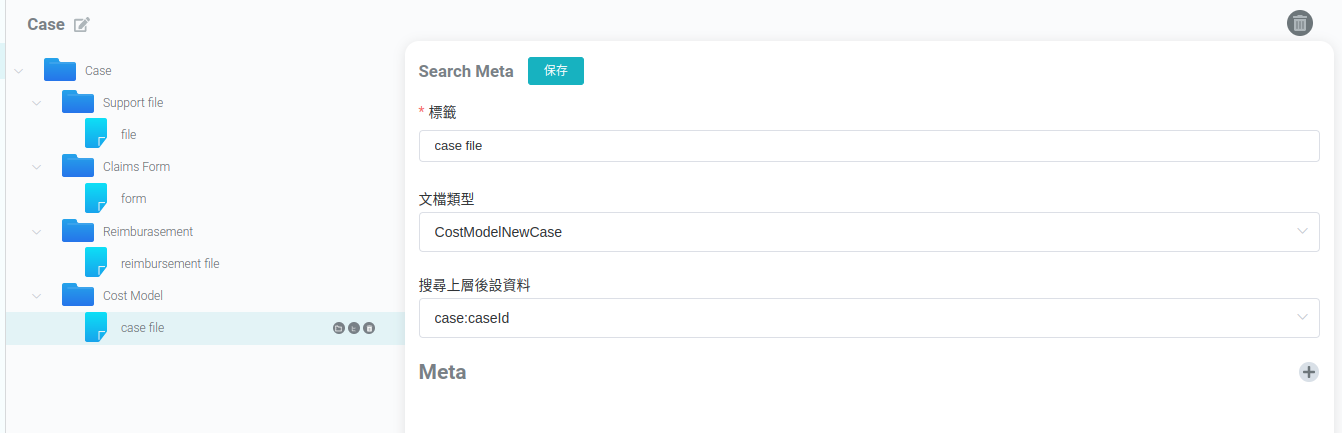 Case
Case
Support file
file
Claims Form
form
Reimburasement
reimbursement file
Cost Model
case file
Search Meta
保存
* 標籤
case file
文檔類型
CostModelNewCase
搜尋上層後設資料
case:caseId
Meta